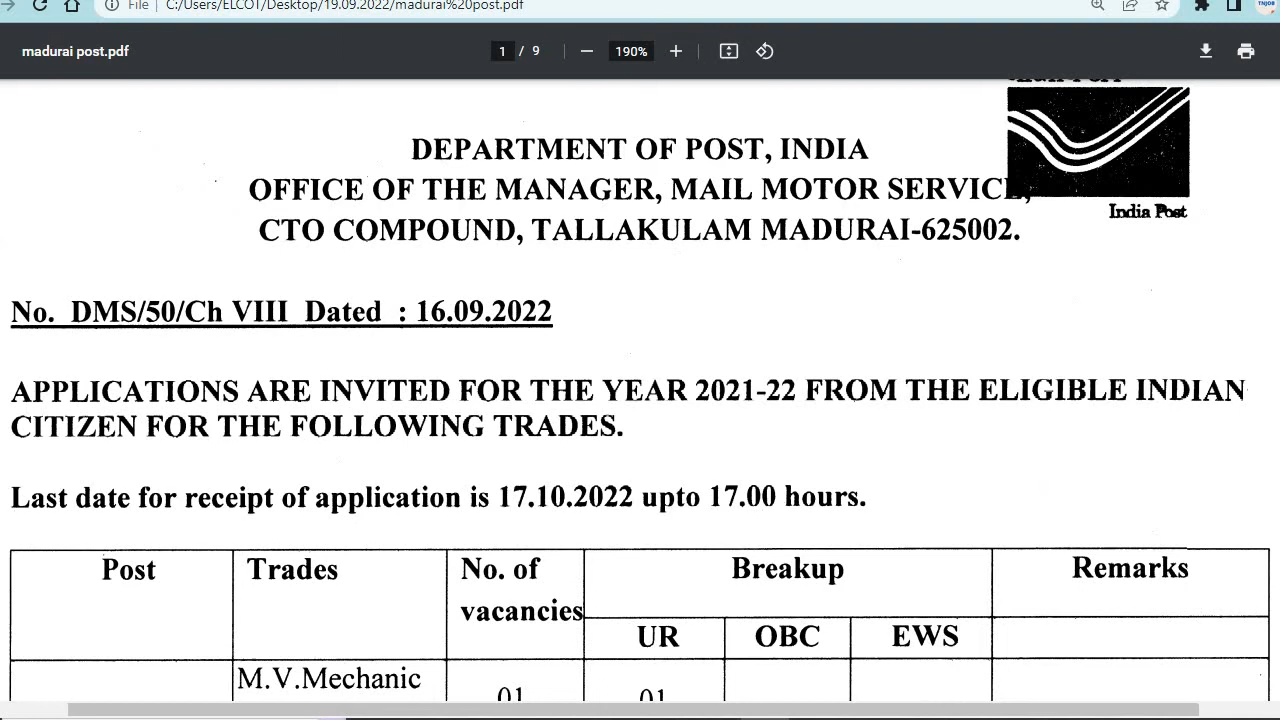 File | C:/Users/ELCOT/Desktop/19.09.2022/madurai%20post.pdf
madurai post.pdf
1 / 9
190%
DEPARTMENT OF POST, INDIA
OFFICE OF THE MANAGER, MAIL MOTOR SERVICE,
CTO COMPOUND, TALLAKULAM MADURAI-625002.
India Post
No. DMS/50/Ch VIII Dated : 16.09.2022
APPLICATIONS ARE INVITED FOR THE YEAR 2021-22 FROM THE ELIGIBLE INDIAN
CITIZEN FOR THE FOLLOWING TRADES.
Last date for receipt of application is 17.10.2022 upto 17.00 hours.
Post Trades No. of Breakup Remarks
vacancies
UR OBC EWS
M.V.Mechanic
01 01